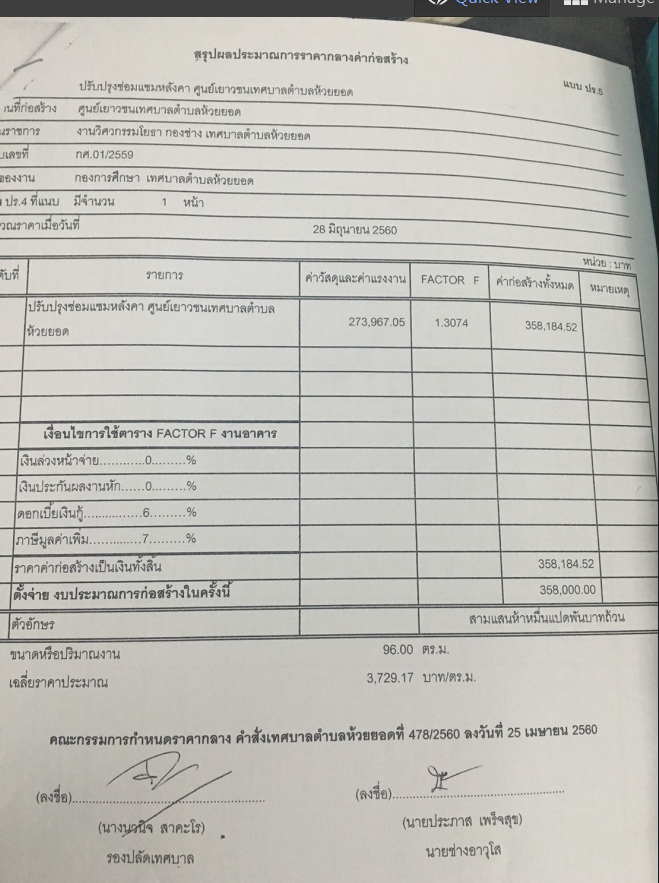 Quick View Manage
สรุปผลประมาณการราคากลางค่าก่อสร้าง
แบบ ปร.5
ปรับปรุงซ่อมแซมหลังคา ศูนย์เยาวชนเทศบาลตำบลห้วยยอด
านที่ก่อสร้าง ศูนย์เยาวชนเทศบาลตำบลห้วยยอด
นราชการ งานวิศวกรรมโยธา กองช่าง เทศบาลตำบลห้วยยอด
บเลขที่ กศ.01/2559
ของงาน กองการศึกษา เทศบาลตำบลห้วยยอด
ปร.4 ที่แนบ มีจำนวน 1 หน้า
วณราคาเมื่อวันที่ 28 มิถุนายน 2560
หน่วย : บาท
ดับที่ รายการ ค่าวัสดุและค่าแรงงาน FACTOR F ค่าก่อสร้างทั้งหมด หมายเหตุ
ปรับปรุงซ่อมแซมหลังคา ศูนย์เยาวชนเทศบาลตำบล
ห้วยยอด 273,967.05 1.3074 358,184.52
เงื่อนไขการใช้ตาราง FACTOR F งานอาคาร
เงินล่วงหน้าจ่าย............0.........%
เงินประกันผลงานหัก......0.........%
ดอกเบี้ยเงินกู้...............6.........%
ภาษีมูลค่าเพิ่ม..............7.........%
ราคาค่าก่อสร้างเป็นเงินทั้งสิ้น 358,184.52
ตั้งจ่าย งบประมาณการก่อสร้างในครั้งนี้ 358,000.00
ตัวอักษร สามแสนห้าหมื่นแปดพันบาทถ้วน
ขนาดหรือปริมาณงาน 96.00 ตร.ม.
เฉลี่ยราคาประมาณ 3,729.17 บาท/ตร.ม.
คณะกรรมการกำหนดราคากลาง คำสั่งเทศบาลตำบลห้วยยอดที่ 478/2560 ลงวันที่ 25 เมษายน 2560
(ลงชื่อ)........................................ (ลงชื่อ)........................................
(นางนวนิจ สาคะโร) (นายประภาส เพร็จสุข)
รองปลัดเทศบาล นายช่างอาวุโส